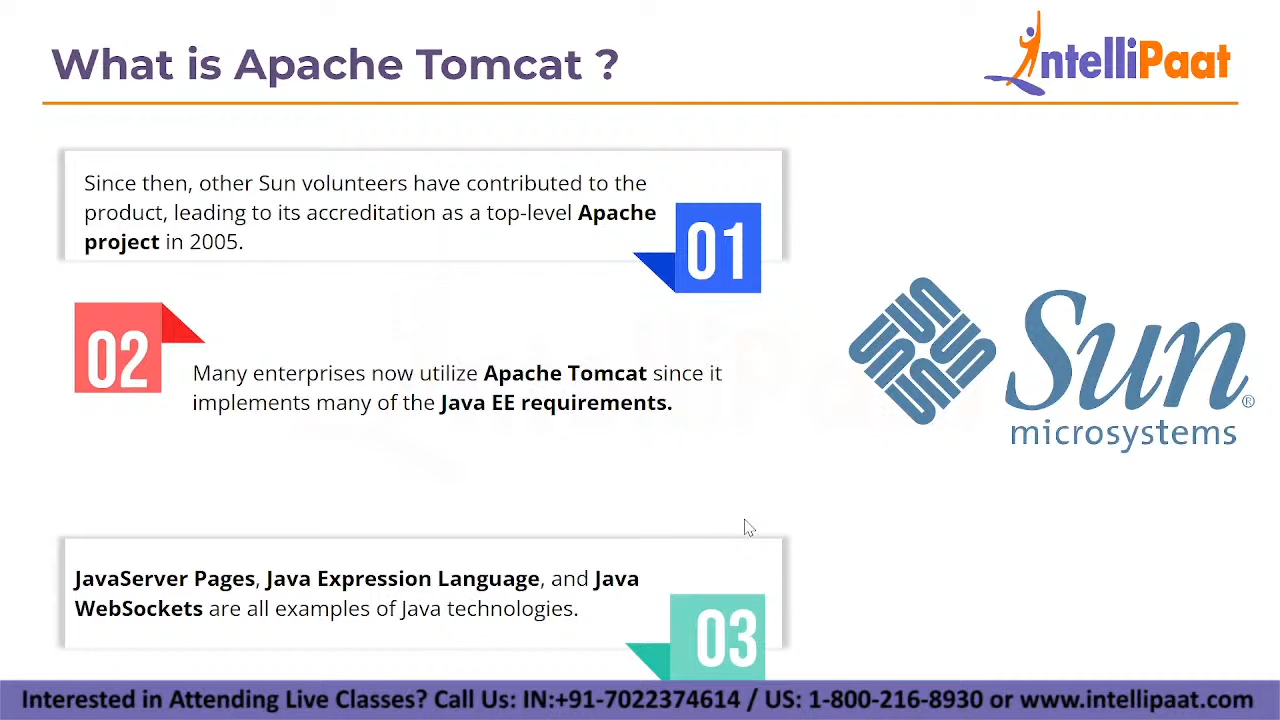 What is Apache Tomcat ?
IntelliPaat
Since then, other Sun volunteers have contributed to the
product, leading to its accreditation as a top-level Apache
project in 2005.
01
02
Many enterprises now utilize Apache Tomcat since it
implements many of the Java EE requirements.
Sun®
microsystems
JavaServer Pages, Java Expression Language, and Java
WebSockets are all examples of Java technologies.
03
Interested in Attending Live Classes? Call Us: IN:+91-7022374614 / US: 1-800-216-8930 or www.intellipaat.com